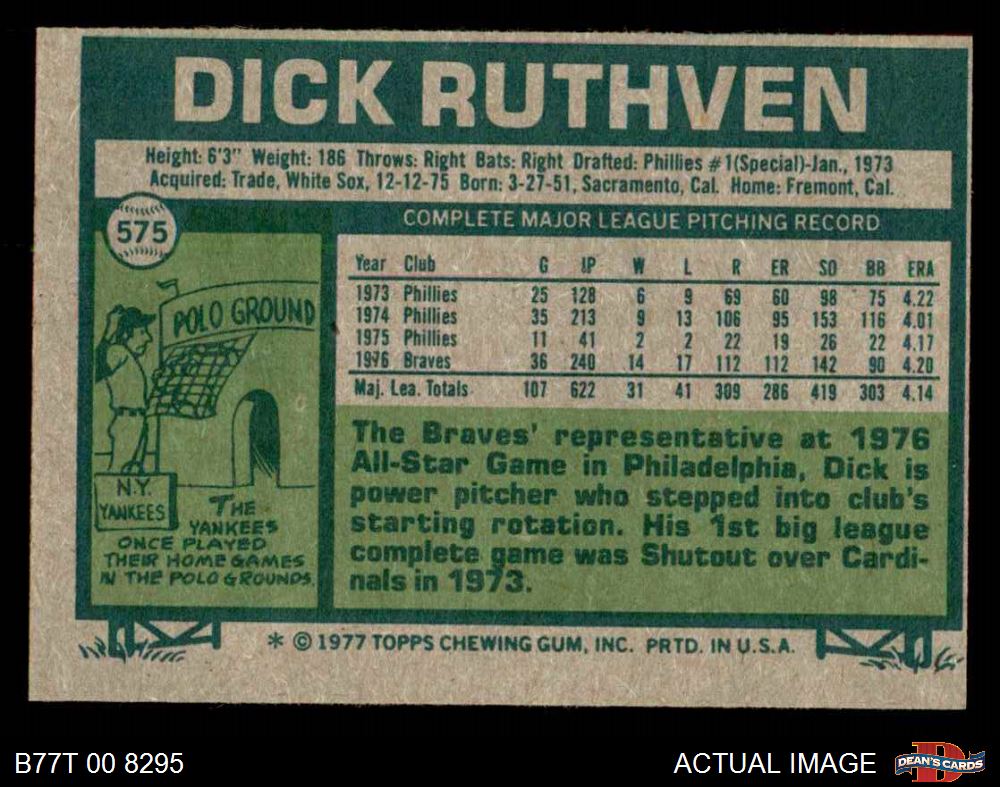 DICK RUTHVEN
Height: 6'3" Weight: 186 Throws: Right Bats: Right Drafted: Phillies #1(Special)-Jan., 1973
Acquired: Trade, White Sox, 12-12-75 Born: 3-27-51, Sacramento, Cal. Home: Fremont, Cal.
575
COMPLETE MAJOR LEAGUE PITCHING RECORD
Year Club G IP W L R ER SO BB ERA
1973 Phillies 25 128 6 9 69 60 98 75 4.22
1974 Phillies 35 213 9 13 106 95 153 116 4.01
1975 Phillies 11 41 2 2 22 19 26 22 4.17
1976 Braves 36 240 14 17 112 112 142 90 4.20
Maj. Lea. Totals 107 622 31 41 309 286 419 303 4.14
POLO GROUND
N.Y.
YANKEES
THE
YANKEES
ONCE PLAYED
THEIR HOME GAMES
IN THE POLO GROUNDS.
The Braves' representative at 1976
All-Star Game in Philadelphia, Dick is
power pitcher who stepped into club's
starting rotation. His 1st big league
complete game was Shutout over Cardi-
nals in 1973.
* © 1977 TOPPS CHEWING GUM, INC. PRTD. IN U.S.A.
B77T 00 8295
ACTUAL IMAGE
DEAN'S CARDS